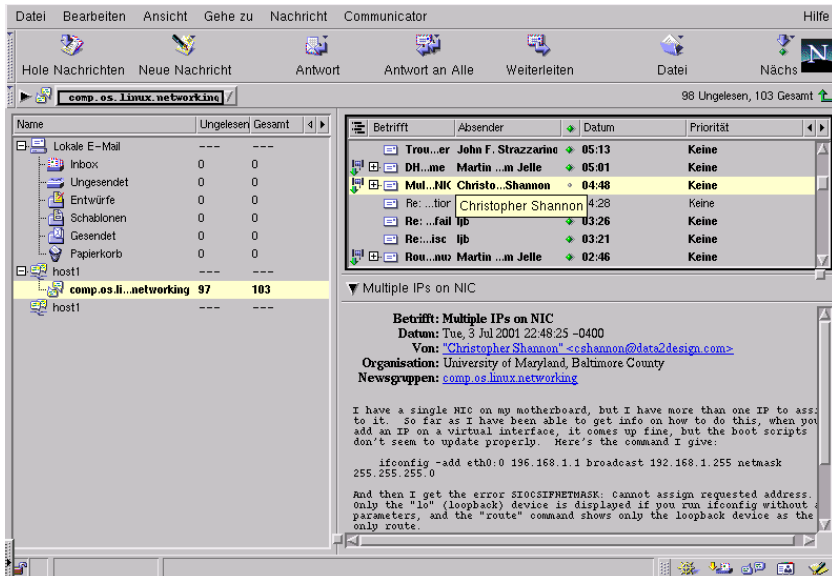 Datei Bearbeiten Ansicht Gehe zu Nachricht Communicator Hilfe
Hole Nachrichten Neue Nachricht Antwort Antwort an Alle Weiterleiten Datei Nächs N
comp.os.linux.networking 98 Ungelesen, 103 Gesamt
Name Ungelesen Gesamt
Lokale E-Mail --- ---
Inbox 0 0
Ungesendet 0 0
Entwürfe 0 0
Schablonen 0 0
Gesendet 0 0
Papierkorb 0 0
host1 --- ---
comp.os.li...networking 97 103
host1 --- ---
Betrifft Absender Datum Priorität
Trou...er John F. Strazzarino 05:13 Keine
DH...me Martin ...m Jelle 05:01 Keine
Mul...NIC Christo...Shannon 04:48 Keine
Re: ...tior Christopher Shannon 4:28 Keine
Re: ...fail ljb 03:26 Keine
Re:...isc ljb 03:21 Keine
Rou...nux Martin ...m Jelle 02:46 Keine
Multiple IPs on NIC
Betrifft: Multiple IPs on NIC
Datum: Tue, 3 Jul 2001 22:48:25 -0400
Von: "Christopher Shannon" <cshannon@data2design.com>
Organisation: University of Maryland, Baltimore County
Newsgruppen: comp.os.linux.networking
I have a single NIC on my motherboard, but I have more than one IP to ass
to it. So far as I have been able to get info on how to do this, when you
add an IP on a virtual interface, it comes up fine, but the boot scripts
don't seem to update properly. Here's the command I give:
ifconfig -add eth0:0 196.168.1.1 broadcast 192.168.1.255 netmask
255.255.255.0
And then I get the error SIOCSIFNETMASK: Cannot assign requested address.
Only the "lo" (loopback) device is displayed if you run ifconfig without
parameters, and the "route" command shows only the loopback device as the
only route.